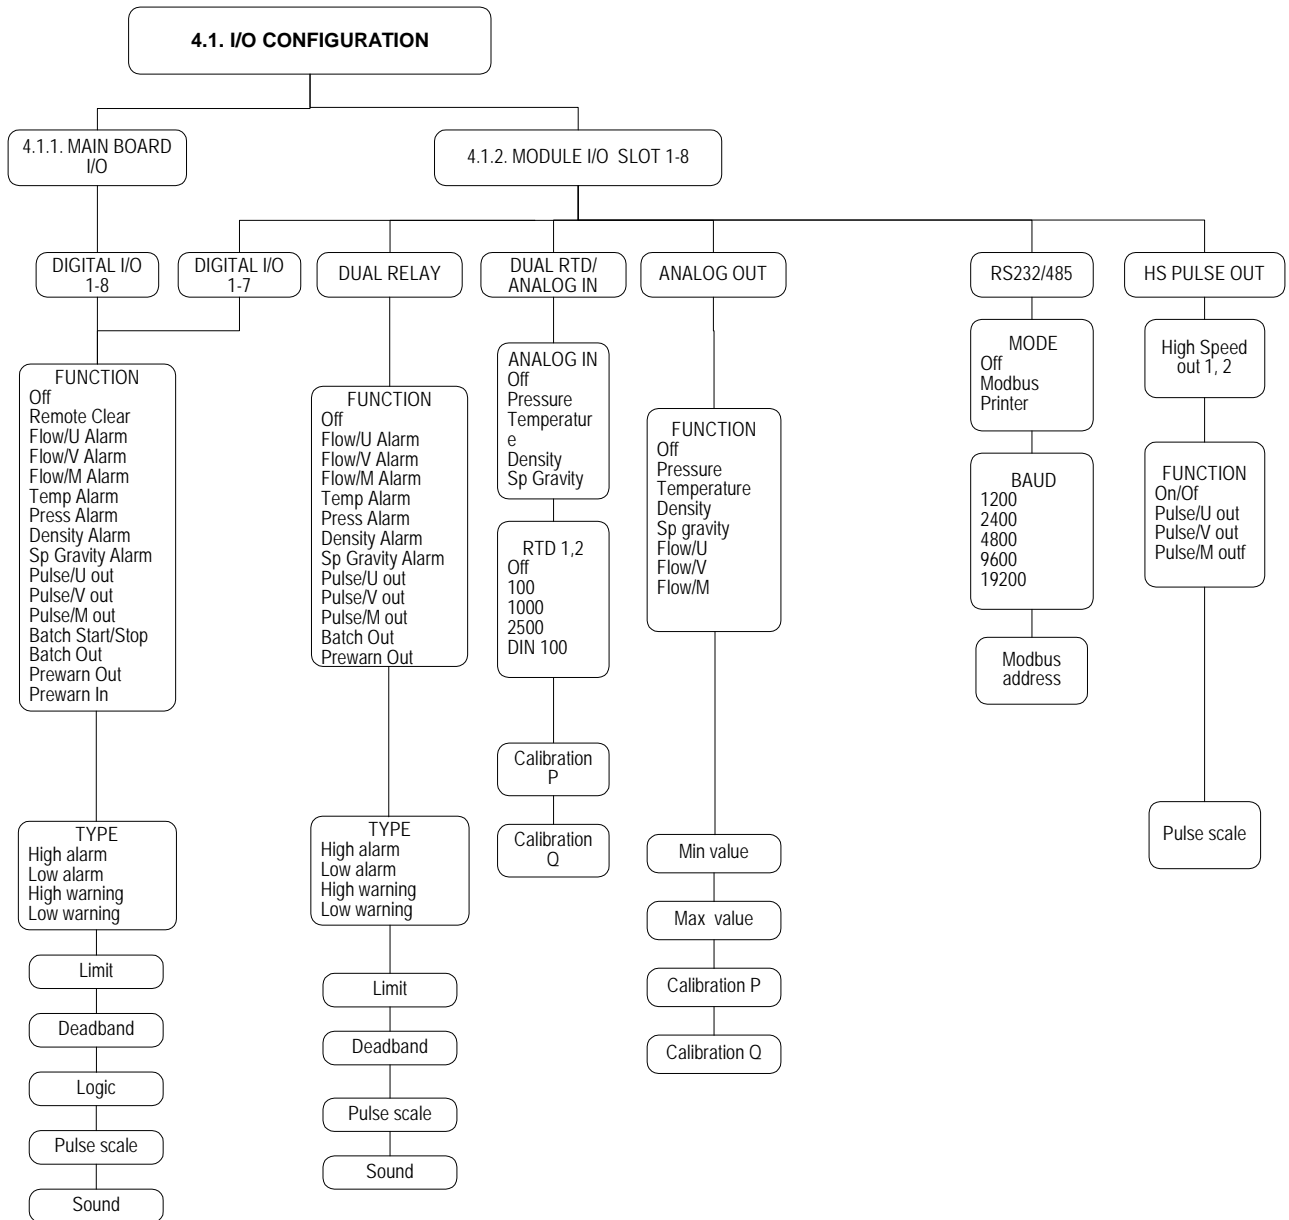 4.1. I/O CONFIGURATION
4.1.1. MAIN BOARD
I/O
4.1.2. MODULE I/O SLOT 1-8
DIGITAL I/O
1-8
DIGITAL I/O
1-7
DUAL RELAY
DUAL RTD/
ANALOG IN
ANALOG OUT
RS232/485
HS PULSE OUT
FUNCTION
Off
Remote Clear
Flow/U Alarm
Flow/V Alarm
Flow/M Alarm
Temp Alarm
Press Alarm
Density Alarm
Sp Gravity Alarm
Pulse/U out
Pulse/V out
Pulse/M out
Batch Start/Stop
Batch Out
Prewarn Out
Prewarn In
TYPE
High alarm
Low alarm
High warning
Low warning
Limit
Deadband
Logic
Pulse scale
Sound
FUNCTION
Off
Flow/U Alarm
Flow/V Alarm
Flow/M Alarm
Temp Alarm
Press Alarm
Density Alarm
Sp Gravity Alarm
Pulse/U out
Pulse/V out
Pulse/M out
Batch Out
Prewarn Out
TYPE
High alarm
Low alarm
High warning
Low warning
Limit
Deadband
Pulse scale
Sound
ANALOG IN
Off
Pressure
Temperatur
e
Density
Sp Gravity
RTD 1,2
Off
100
1000
2500
DIN 100
Calibration
P
Calibration
Q
FUNCTION
Off
Pressure
Temperature
Density
Sp gravity
Flow/U
Flow/V
Flow/M
Min value
Max value
Calibration P
Calibration Q
MODE
Off
Modbus
Printer
BAUD
1200
2400
4800
9600
19200
Modbus
address
High Speed
out 1, 2
FUNCTION
On/Of
Pulse/U out
Pulse/V out
Pulse/M outf
Pulse scale